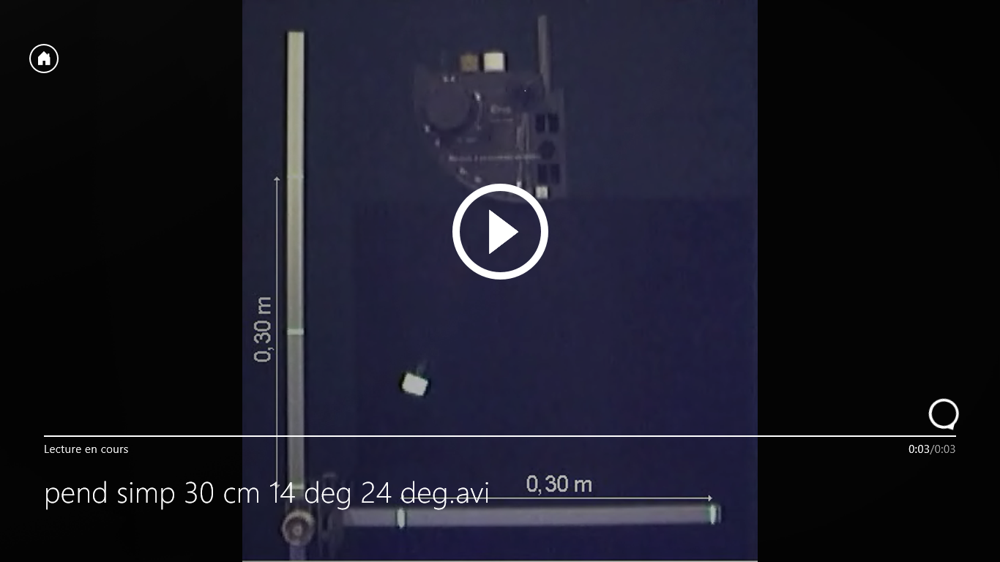 0,30 m
Lecture en cours
0:03/0:03
0,30 m
pend simp 30 cm 14 deg 24 deg.avi